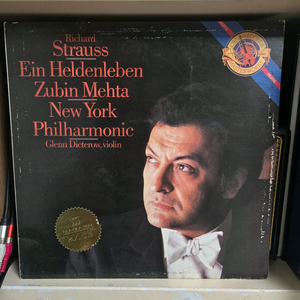 Richard
Strauss
Ein Heldenleben
Zubin Mehta
New York
Philharmonic
Glenn Dicterow, violin